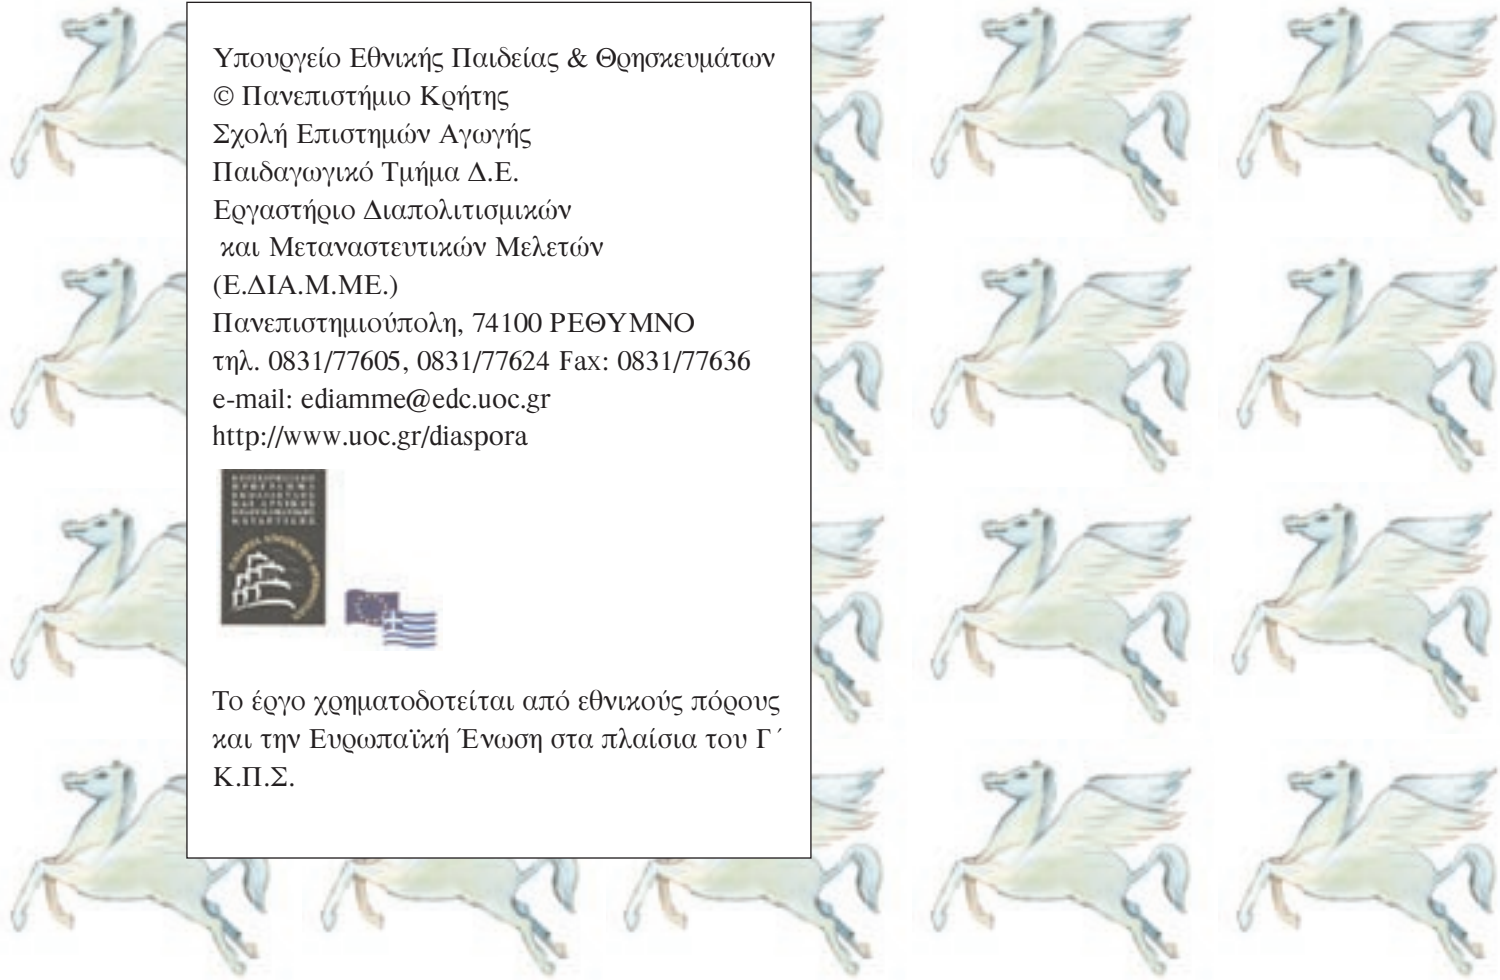 Υπουργείο Εθνικής Παιδείας & Θρησκευμάτων
© Πανεπιστήμιο Κρήτης
Σχολή Επιστημών Αγωγής
Παιδαγωγικό Τμήμα Δ.Ε.
Εργαστήριο Διαπολιτισμικών
και Μεταναστευτικών Μελετών
(Ε.ΔΙΑ.Μ.ΜΕ.)
Πανεπιστημιούπολη, 74100 ΡΕΘΥΜΝΟ
τηλ. 0831/77605, 0831/77624 Fax: 0831/77636
e-mail: ediamme@edc.uoc.gr
http://www.uoc.gr/diaspora
Το έργο χρηματοδοτείται από εθνικούς πόρους
και την Ευρωπαϊκή Ένωση στα πλαίσια του Γ΄
Κ.Π.Σ.